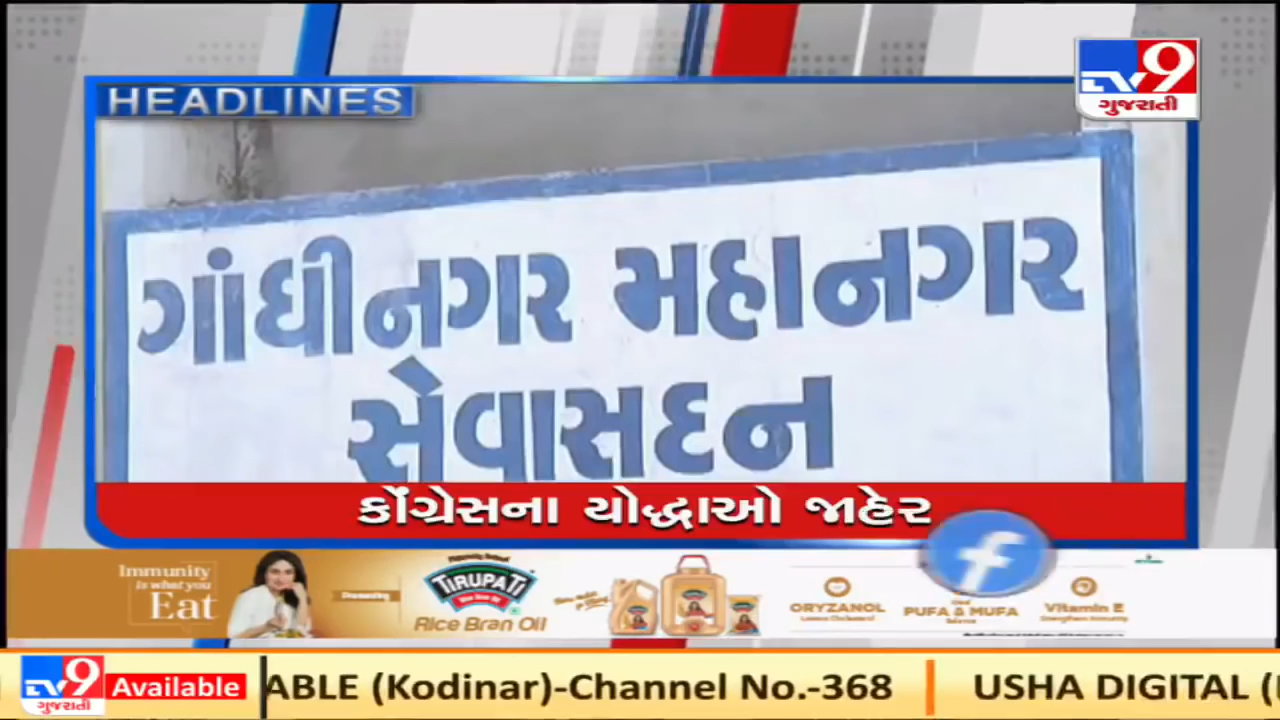 HEADLINES
TV9
ગુજરાતી
ગાંધીનગર મહાનગર
સેવાસદન
કોંગ્રેસના યોદ્ધાઓ જાહેર
Immunity
is what you
Eat
TIRUPATI
Rice Bran Oil
ORYZANOL
PUFA & MUFA
Vitamin E
TV9
ગુજરાતી
Available
ABLE (Kodinar)-Channel No.-368
USHA DIGITAL (